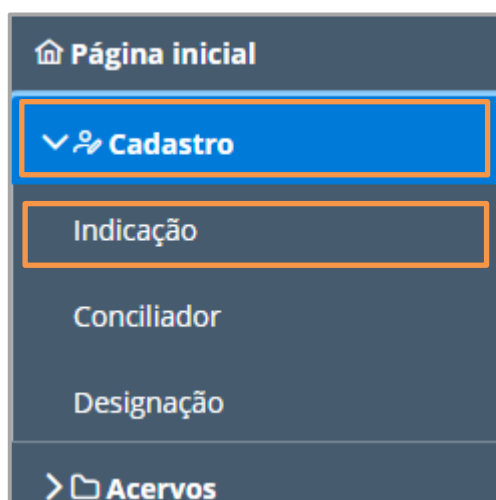 Página inicial
Cadastro
Indicação
Conciliador
Designação
Acervos